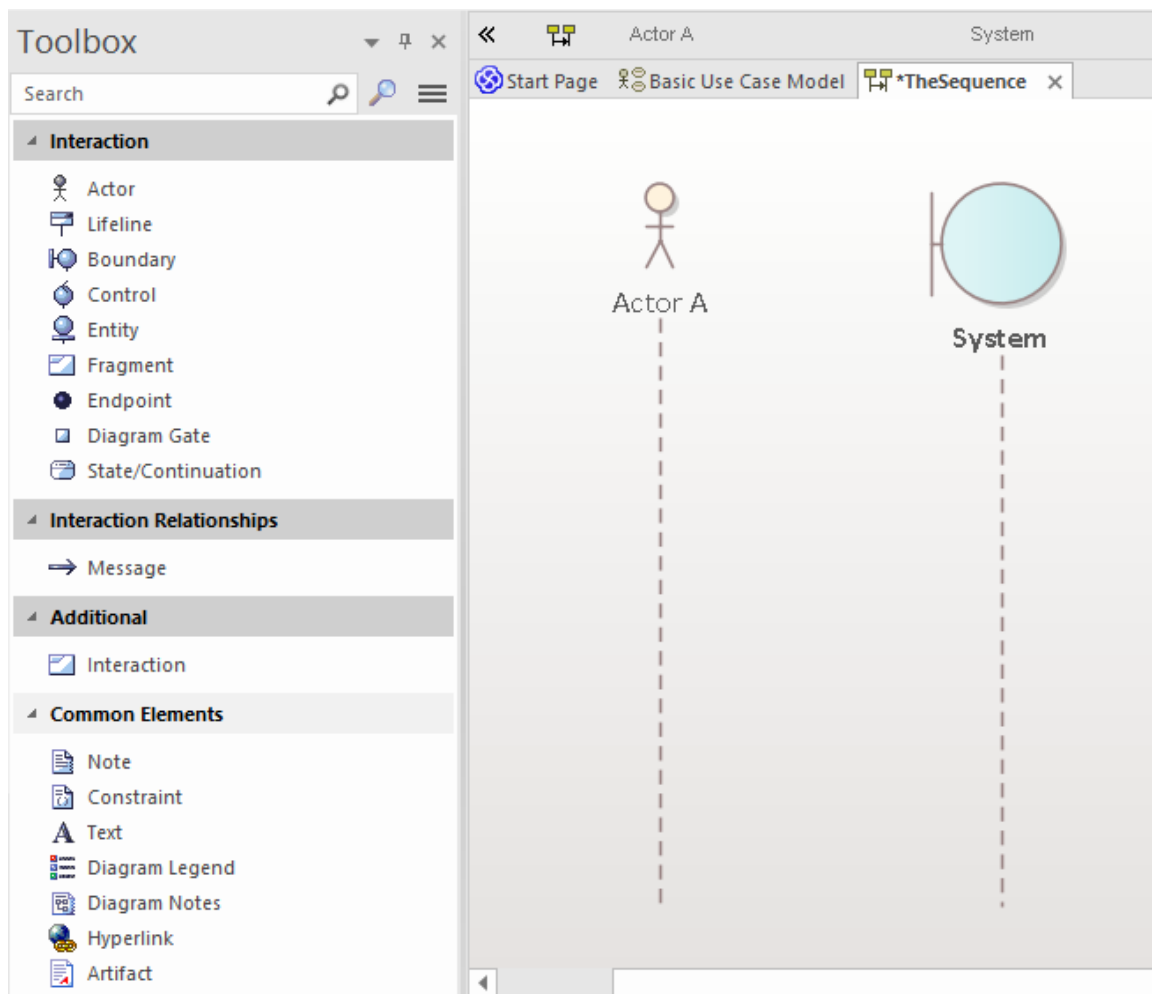 Toolbox
Search
Interaction
Actor
Lifeline
Boundary
Control
Entity
Fragment
Endpoint
Diagram Gate
State/Continuation
Interaction Relationships
Message
Additional
Interaction
Common Elements
Note
Constraint
Text
Diagram Legend
Diagram Notes
Hyperlink
Artifact
Actor A System
Start Page Basic Use Case Model *TheSequence
Actor A
System